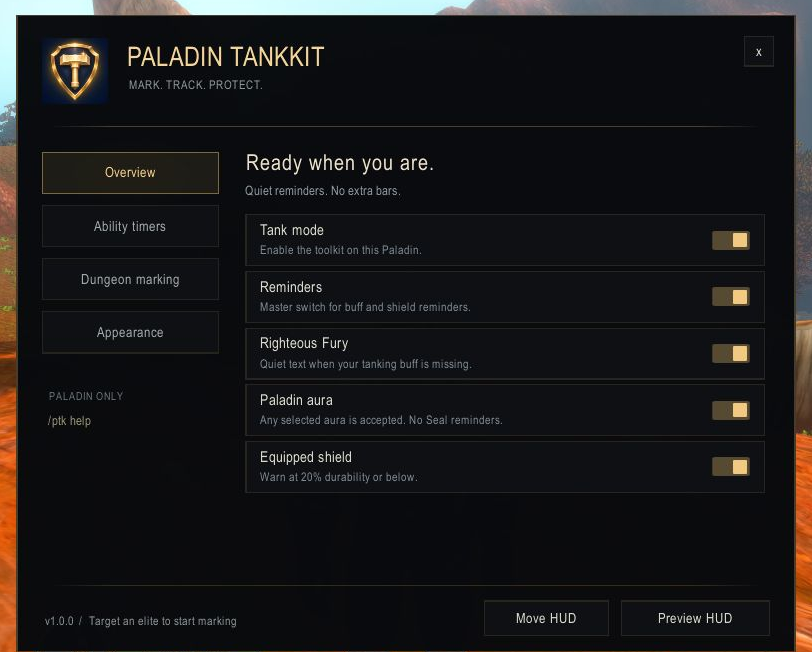 PALADIN TANKKIT
MARK. TRACK. PROTECT.
x
Overview
Ability timers
Dungeon marking
Appearance
PALADIN ONLY
/ptk help
Ready when you are.
Quiet reminders. No extra bars.
Tank mode
Enable the toolkit on this Paladin.
Reminders
Master switch for buff and shield reminders.
Righteous Fury
Quiet text when your tanking buff is missing.
Paladin aura
Any selected aura is accepted. No Seal reminders.
Equipped shield
Warn at 20% durability or below.
v1.0.0 / Target an elite to start marking
Move HUD
Preview HUD